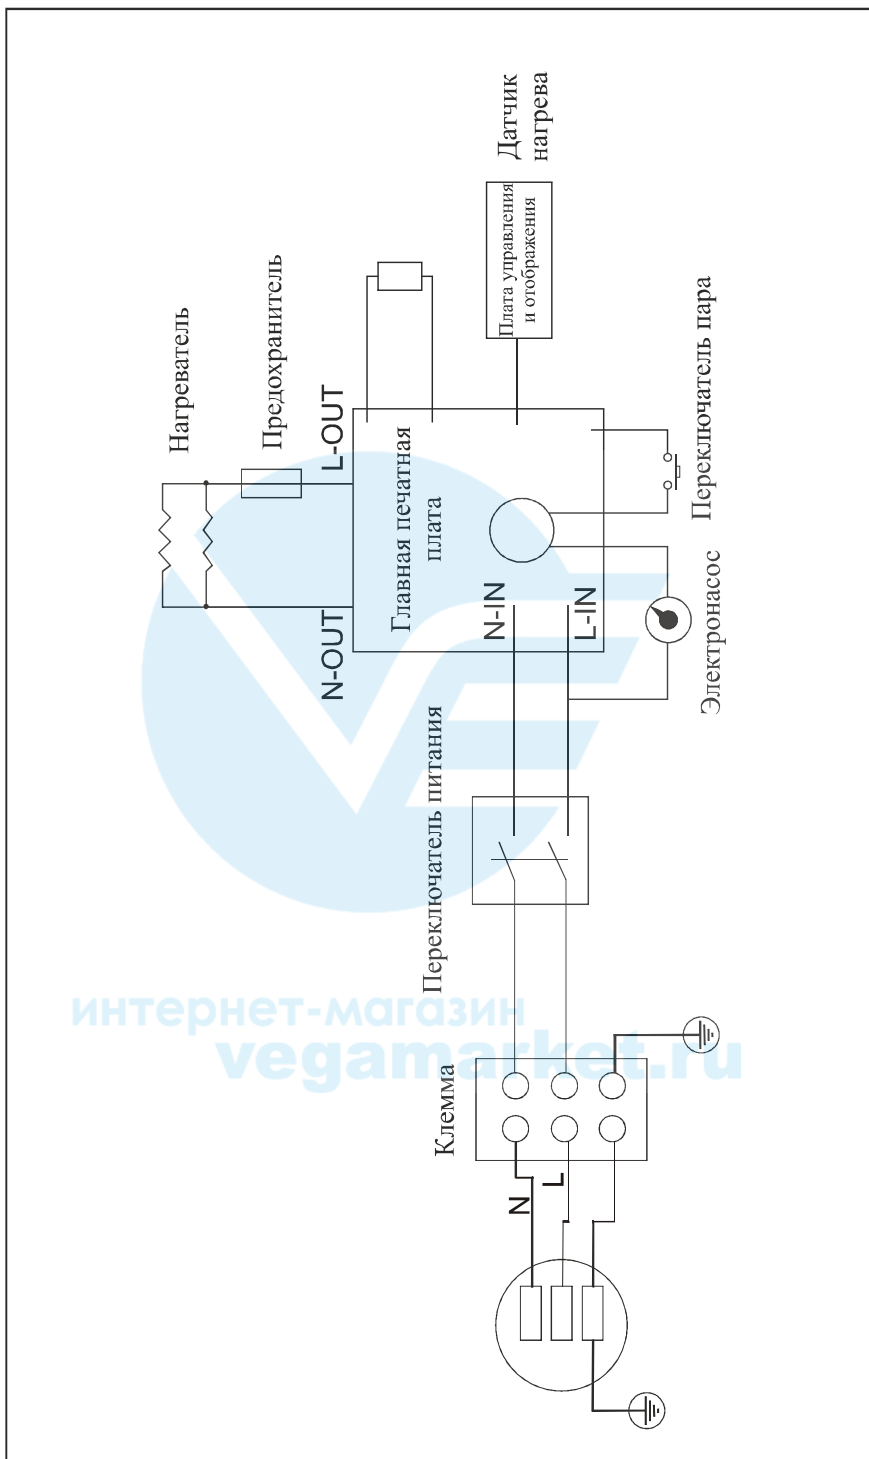 Нагреватель
Предохранитель
Датчик
нагрева
Плата управления
и отображения
N-OUT
L-OUT
Главная печатная
плата
N-IN
L-IN
Переключатель пара
Электронасос
Переключатель питания
Клемма
N
L
интернет-магазин
vegamarket.ru